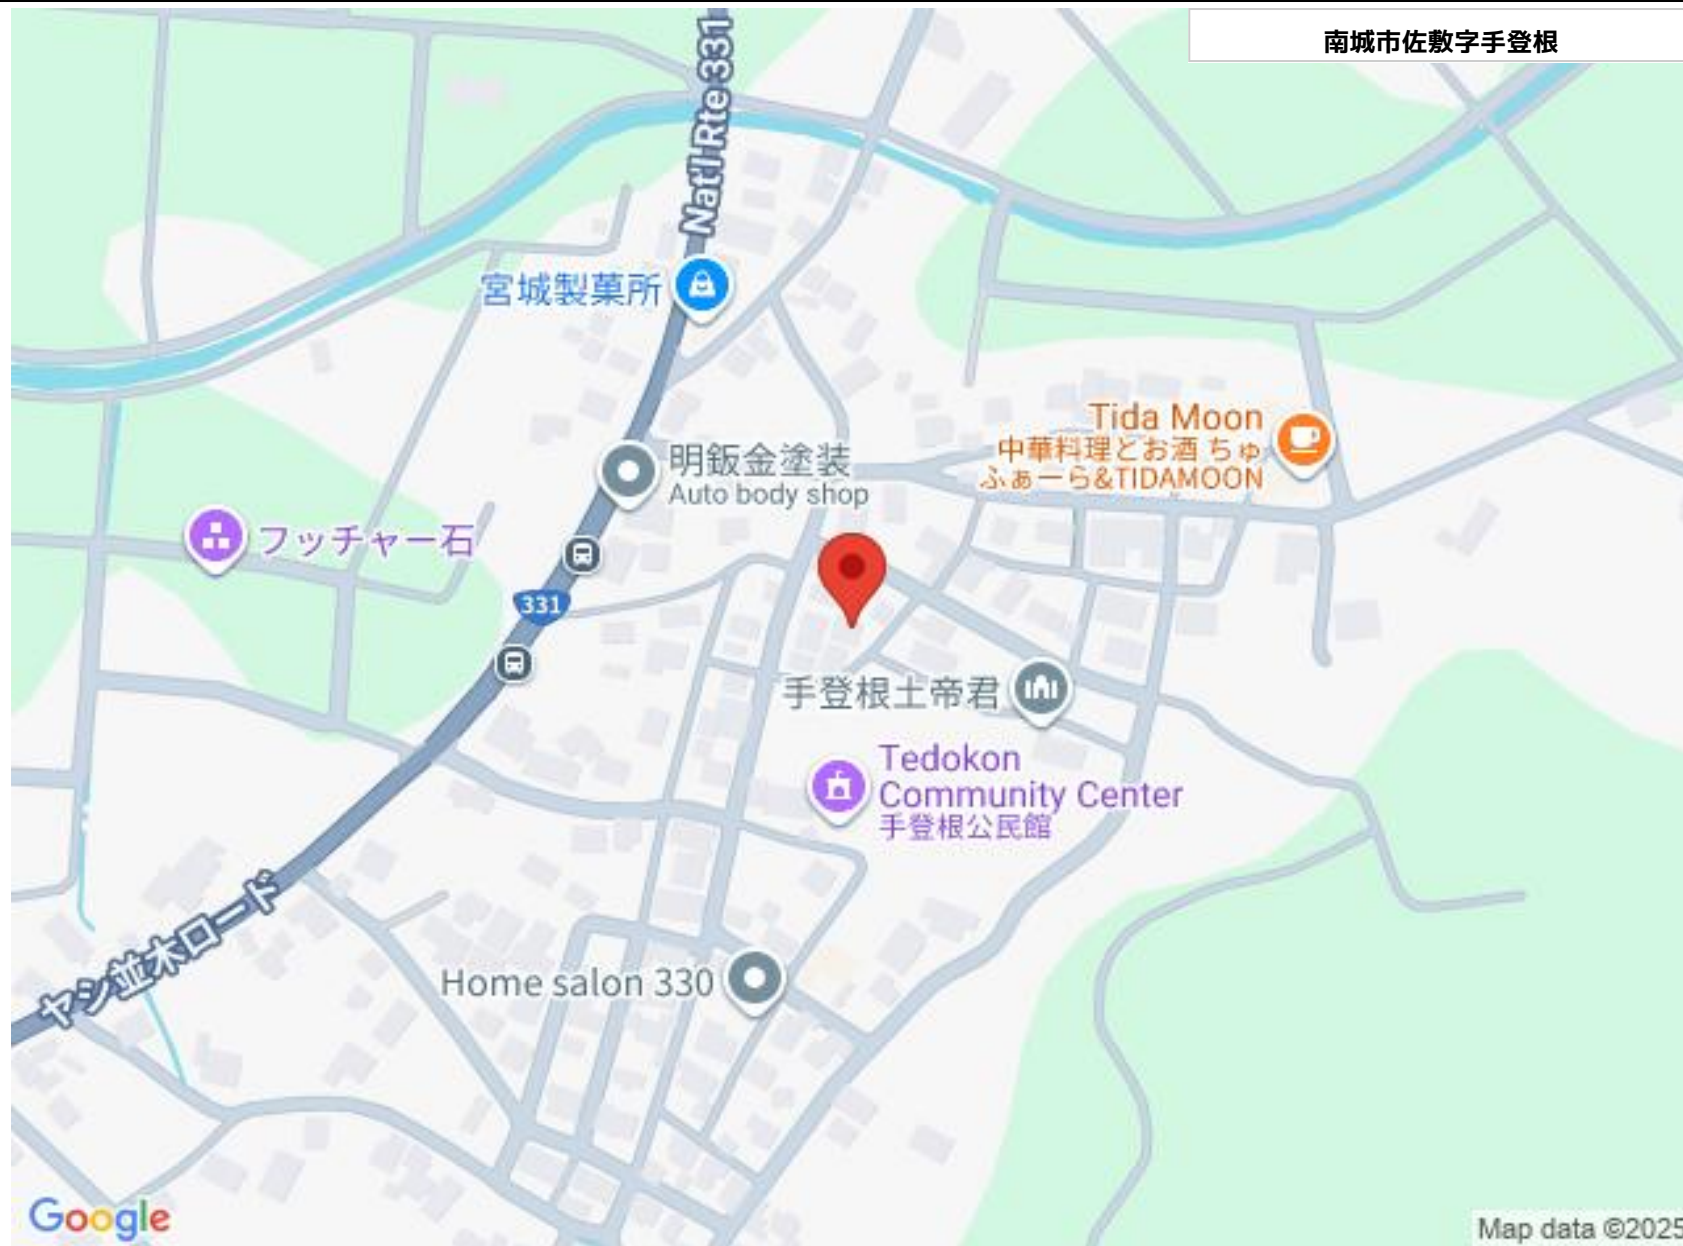 南城市佐敷字手登根
Nat'l Rte 331
宮城製菓所
Tida Moon
中華料理とお酒 ちゅ
ふぁーら&TIDAMOON
明鈑金塗装
Auto body shop
フッチャー石
331
手登根土帝君
Tedokon
Community Center
手登根公民館
ヤシ並木ロード
Home salon 330
Google
Map data ©2025